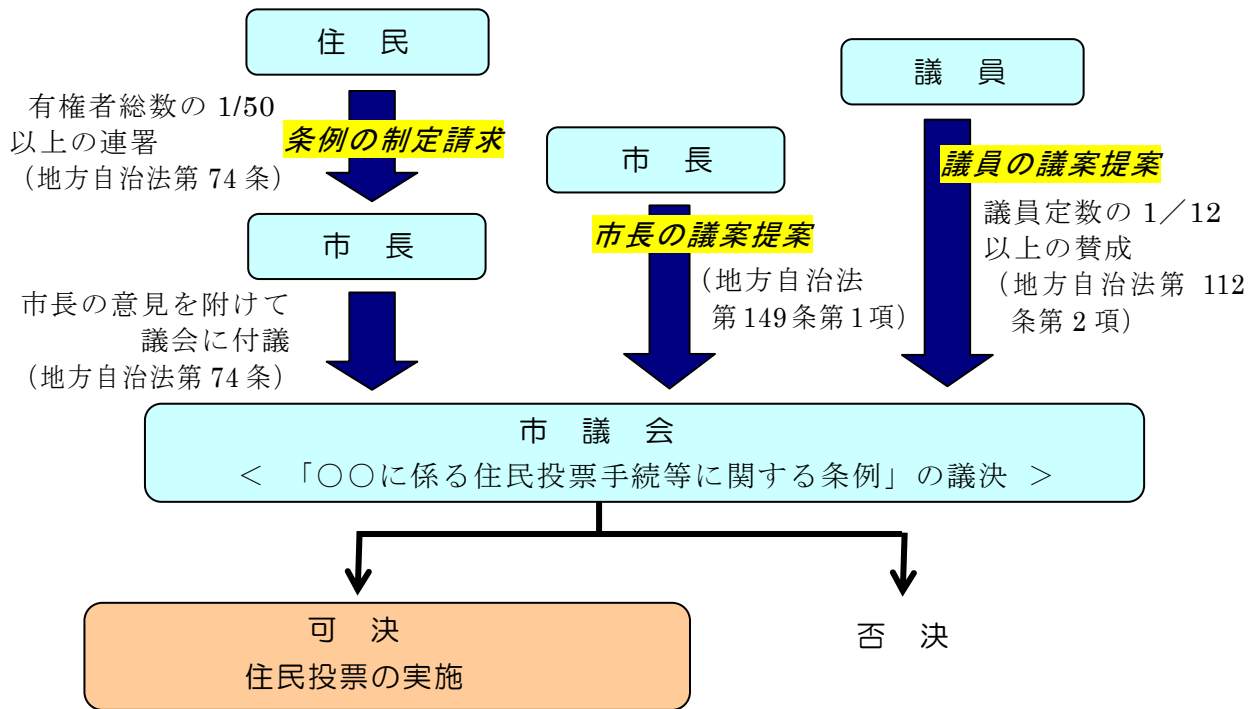 住 民
有権者総数の 1/50
以上の連署
(地方自治法第 74 条)
条例の制定請求
市 長
市長の意見を附けて
議会に付議
(地方自治法第 74 条)
市 長
市長の議案提案
(地方自治法
第 149 条第 1 項)
議 員
議員の議案提案
議員定数の 1/12
以上の賛成
(地方自治法第 112
条第 2 項)
市 議 会
< 「○○に係る住民投票手続等に関する条例」の議決 >
可 決
住民投票の実施
否 決